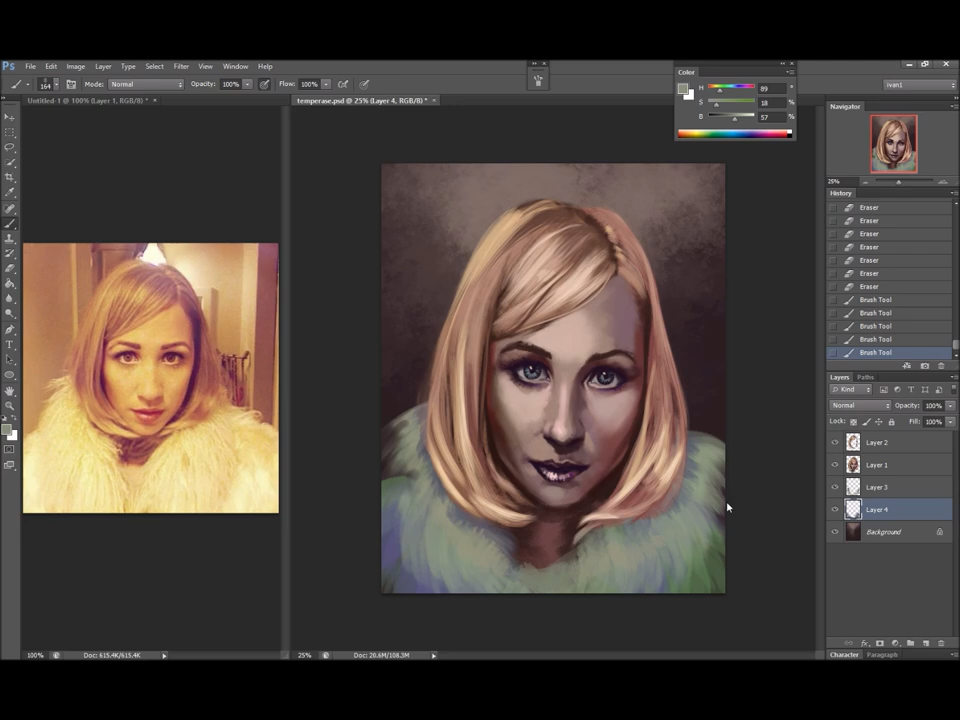 Ps File Edit Image Layer Type Select Filter View Window Help
164 Mode: Normal Opacity: 100% Flow: 100% ivan1
Untitled-1 @ 100% (Layer 1, RGB/8) * × temperase.psd @ 25% (Layer 4, RGB/8) * ×
Color
H 89 °
S 18 %
B 57 %
Navigator
25%
History
Eraser
Eraser
Eraser
Eraser
Eraser
Eraser
Eraser
Brush Tool
Brush Tool
Brush Tool
Brush Tool
Brush Tool
Layers Paths
Kind
Normal Opacity: 100%
Lock: Fill: 100%
Layer 2
Layer 1
Layer 3
Layer 4
Background
100% Doc: 615.4K/615.4K 25% Doc: 20.6M/108.3M
Character Paragraph